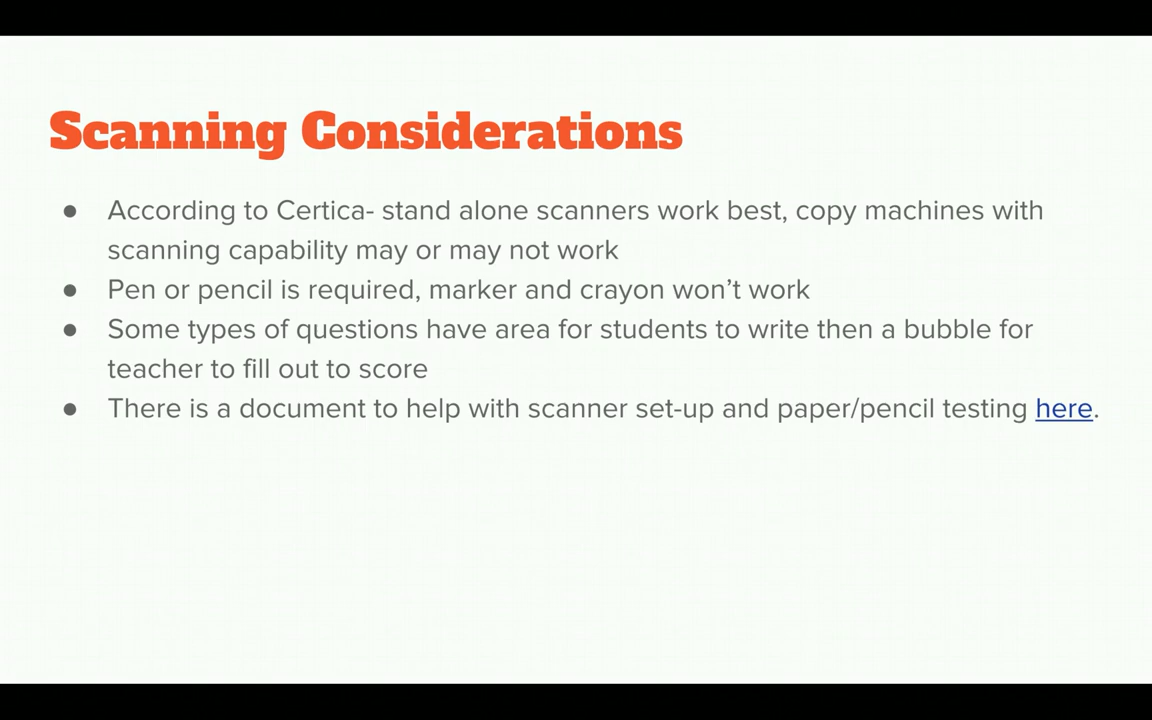 Scanning Considerations
● According to Certica- stand alone scanners work best, copy machines with
scanning capability may or may not work
● Pen or pencil is required, marker and crayon won’t work
● Some types of questions have area for students to write then a bubble for
teacher to fill out to score
● There is a document to help with scanner set-up and paper/pencil testing here.